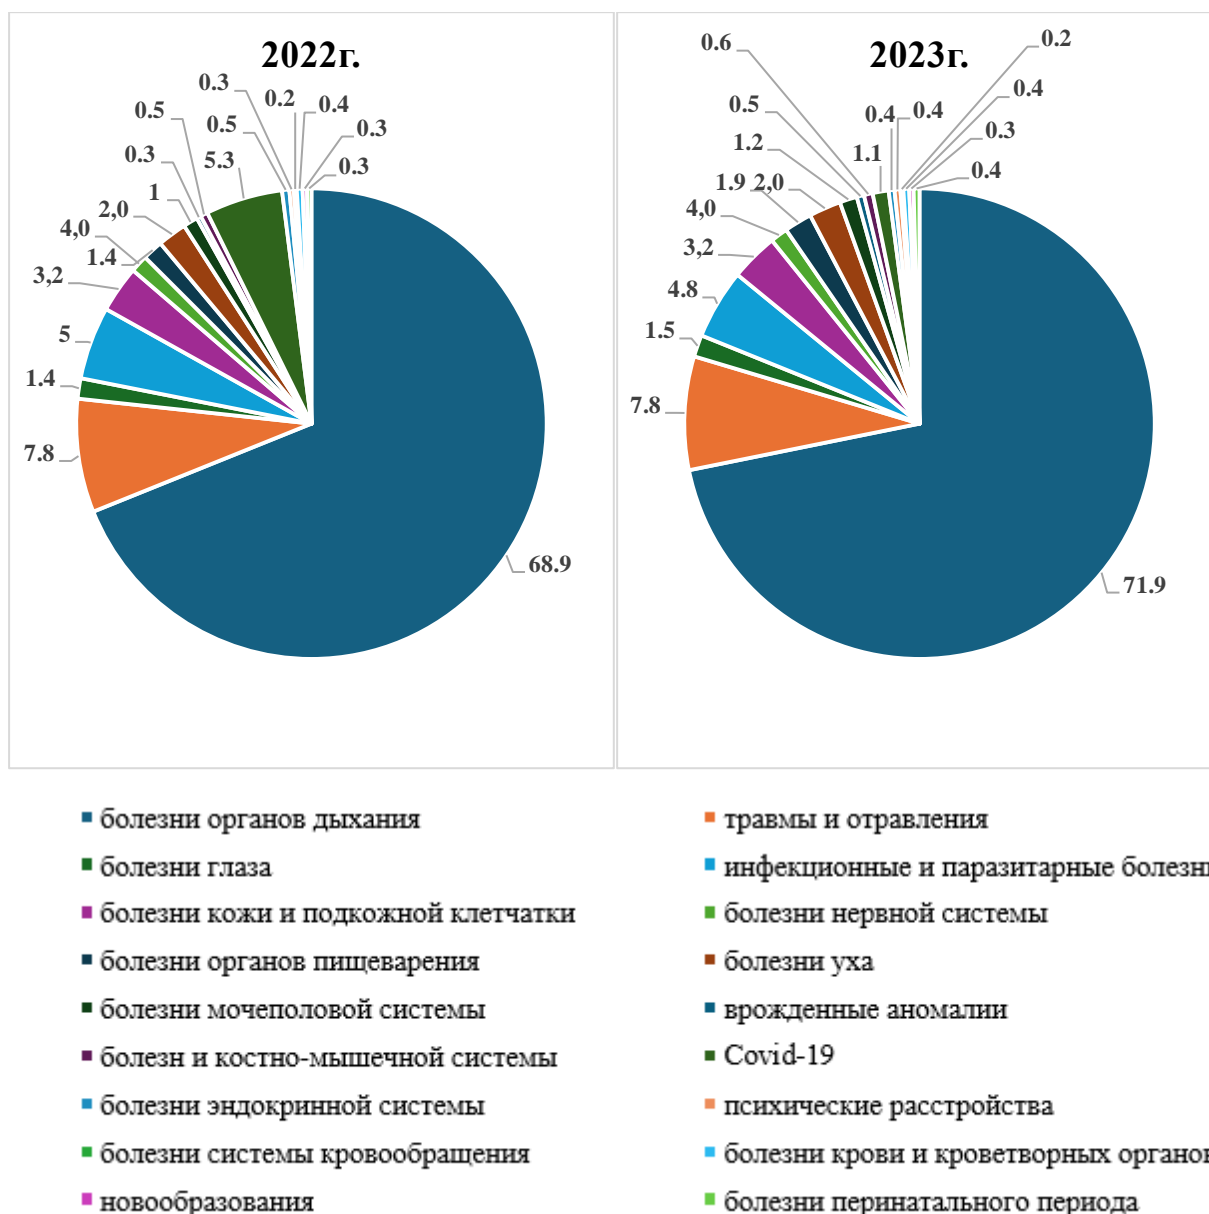 2022г.
0.3
0.2
0.4
0.5
0.5
0.3
0.3
5.3
0.3
1
2,0
4,0
1.4
3,2
5
1.4
7.8
68.9
2023г.
0.6
0.2
0.5
0.4
0.4
0.4
1.2
0.3
1.1
0.4
1.9
2,0
4,0
3,2
4.8
1.5
7.8
71.9
болезни органов дыхания
травмы и отравления
болезни глаза
инфекционные и паразитарные болезни
болезни кожи и подкожной клетчатки
болезни нервной системы
болезни органов пищеварения
болезни уха
болезни мочеполовой системы
врожденные аномалии
болезн и костно-мышечной системы
Covid-19
болезни эндокринной системы
психические расстройства
болезни системы кровообращения
болезни крови и кроветворных органов
новообразования
болезни перинатального периода